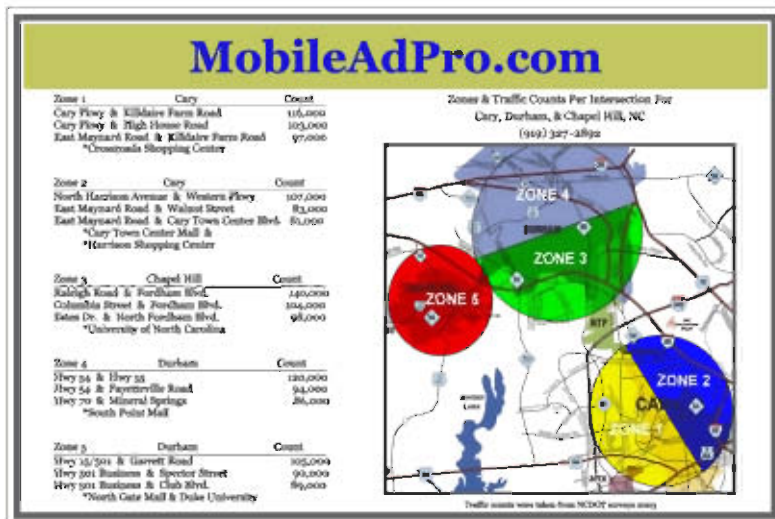 MobileAdPro.com
Zone 1 Cary Count
Cary Pkwy & Kildaire Farm Road 116,000
Cary Pkwy & High House Road 103,000
East Maynard Road & Kildaire Farm Road 97,000
*Crossroads Shopping Center
Zone 2 Cary Count
North Harrison Avenue & Western Pkwy 107,000
East Maynard Road & Walnut Street 83,000
East Maynard Road & Cary Town Center Blvd. 81,000
*Cary Town Center Mall &
*Harrison Shopping Center
Zone 3 Chapel Hill Count
Raleigh Road & Fordham Blvd. 140,000
Columbia Street & Fordham Blvd. 104,000
Estes Dr. & North Fordham Blvd. 98,000
*University of North Carolina
Zone 4 Durham Count
Hwy 54 & Hwy 55 120,000
Hwy 54 & Fayetteville Road 94,000
Hwy 70 & Mineral Springs 86,000
*South Point Mall
Zone 5 Durham Count
Hwy 15/501 & Garrett Road 105,000
Hwy 501 Business & Spector Street 90,000
Hwy 501 Business & Club Blvd. 89,000
*North Gate Mall & Duke University
Zones & Traffic Counts Per Intersection For
Cary, Durham, & Chapel Hill, NC
(919) 327-2892
ZONE 4
DURHAM
ZONE 3
ZONE 5
RTP
ZONE 2
CARY
ZONE 1
Traffic counts were taken from NCDOT surveys 2003